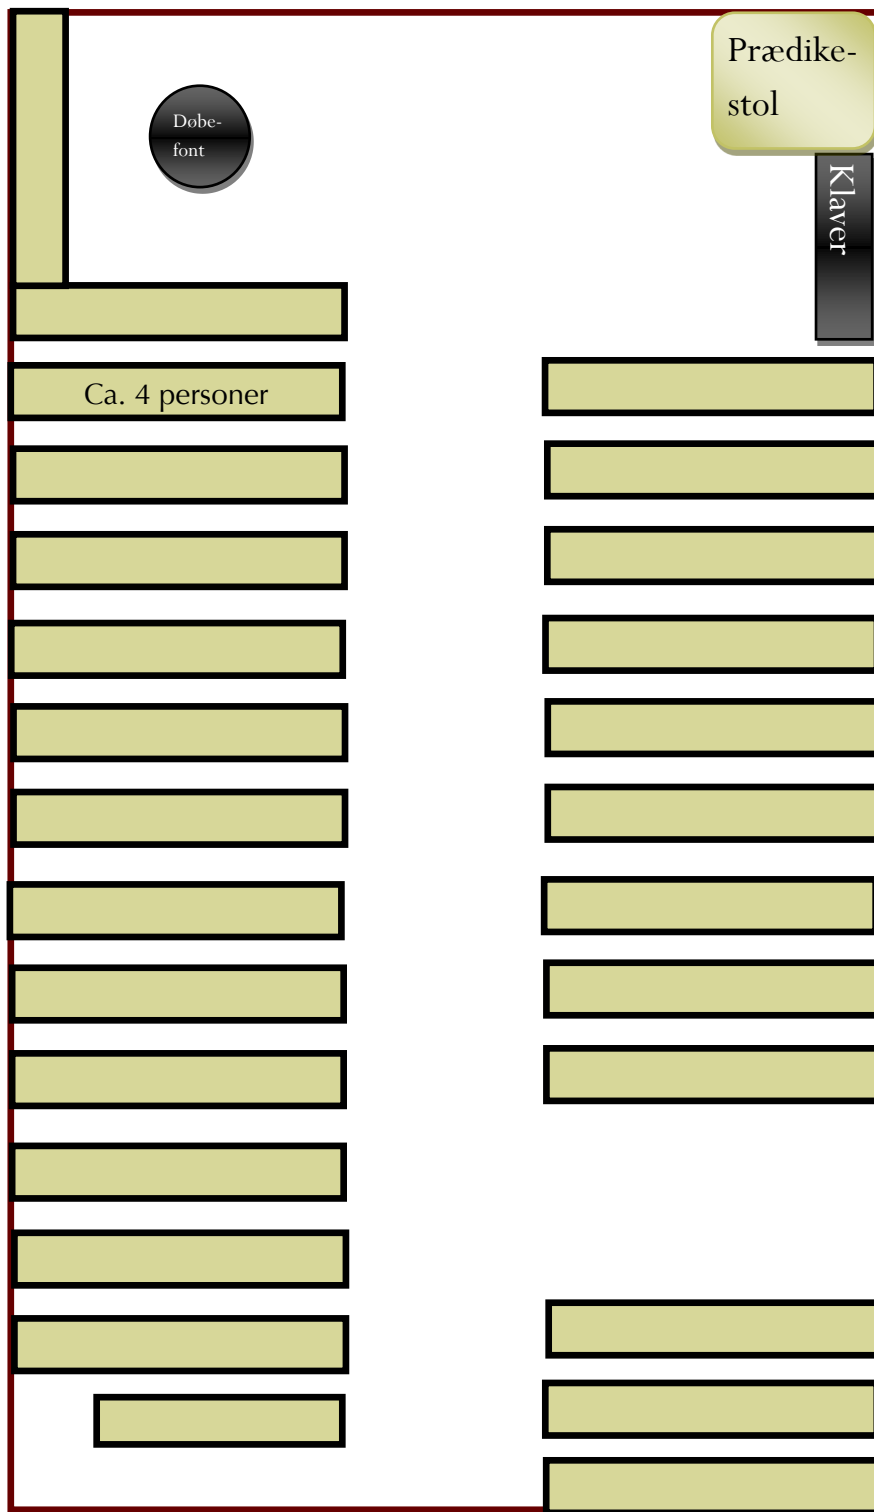 Prædike-
stol
Døbe-
font
Klaver
Ca. 4 personer